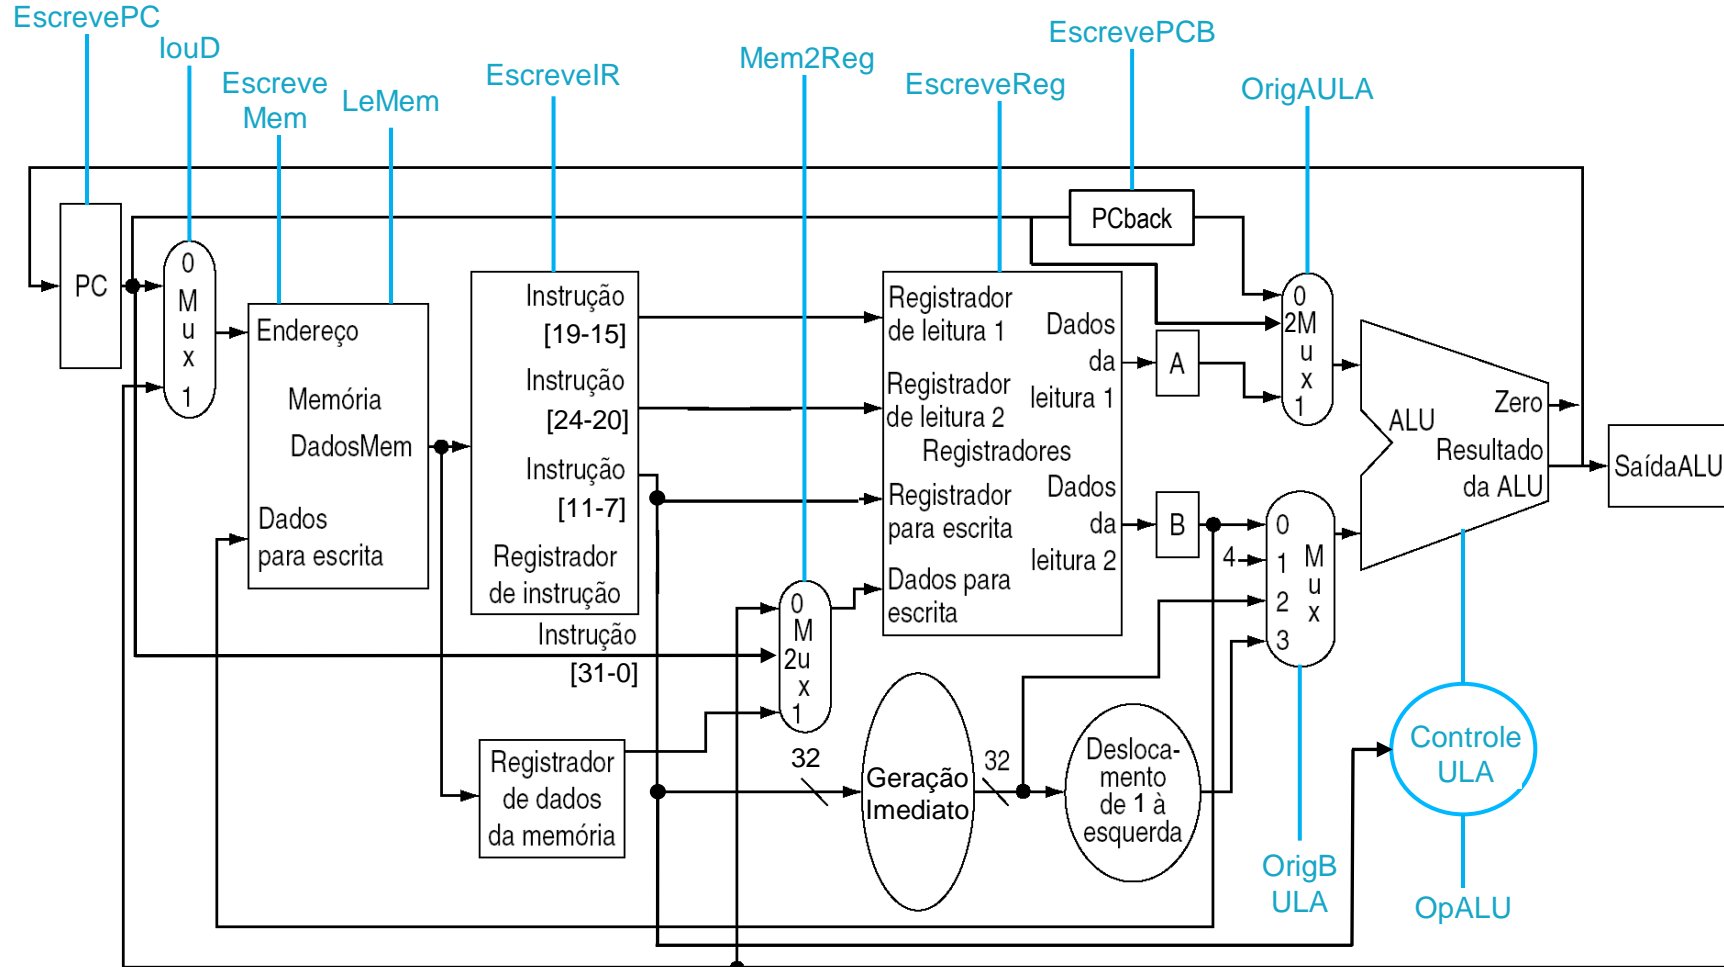 EscrevePC
IouD
Escreve
Mem
LeMem
EscreveIR
Mem2Reg
EscreveReg
EscrevePCB
OrigAULA
PC
0
M
u
x
1
Endereço
Memória
DadosMem
Dados
para escrita
Instrução
[19-15]
Instrução
[24-20]
Instrução
[11-7]
Registrador
de instrução
Instrução
[31-0]
Registrador
de dados
da memória
0
M
2u
x
1
Registrador
de leitura 1
Registrador
de leitura 2
Registradores
Registrador
para escrita
Dados para
escrita
Dados
da
leitura 1
Dados
da
leitura 2
PCback
A
B
4
0
2M
u
x
1
0
1
2
3
M
u
x
ALU
Zero
Resultado
da ALU
SaídaALU
32
Geração
Imediato
32
Desloca-
mento
de 1 à
esquerda
OrigB
ULA
Controle
ULA
OpALU